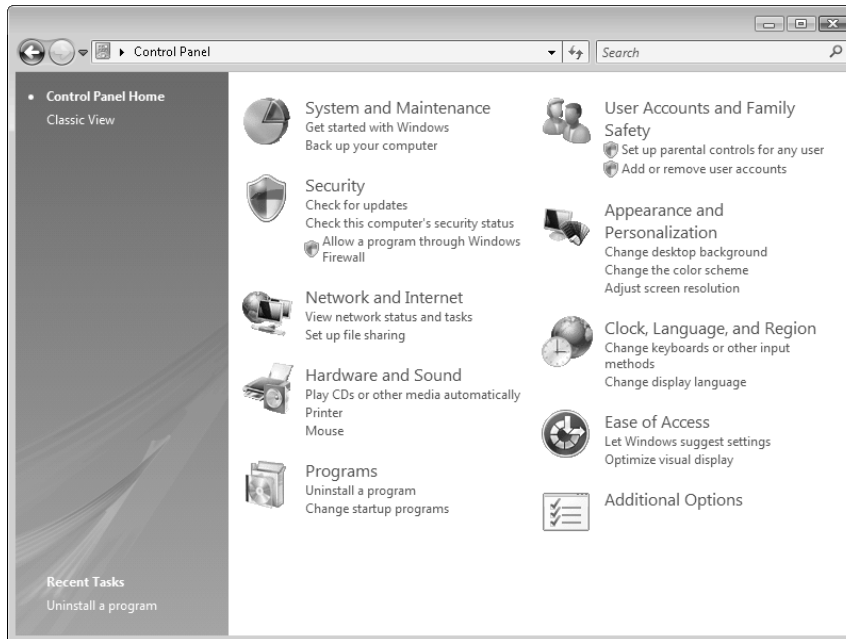 Control Panel
Search
Control Panel Home
Classic View
System and Maintenance
Get started with Windows
Back up your computer
Security
Check for updates
Check this computer's security status
Allow a program through Windows
Firewall
Network and Internet
View network status and tasks
Set up file sharing
Hardware and Sound
Play CDs or other media automatically
Printer
Mouse
Programs
Uninstall a program
Change startup programs
User Accounts and Family
Safety
Set up parental controls for any user
Add or remove user accounts
Appearance and
Personalization
Change desktop background
Change the color scheme
Adjust screen resolution
Clock, Language, and Region
Change keyboards or other input
methods
Change display language
Ease of Access
Let Windows suggest settings
Optimize visual display
Additional Options
Recent Tasks
Uninstall a program